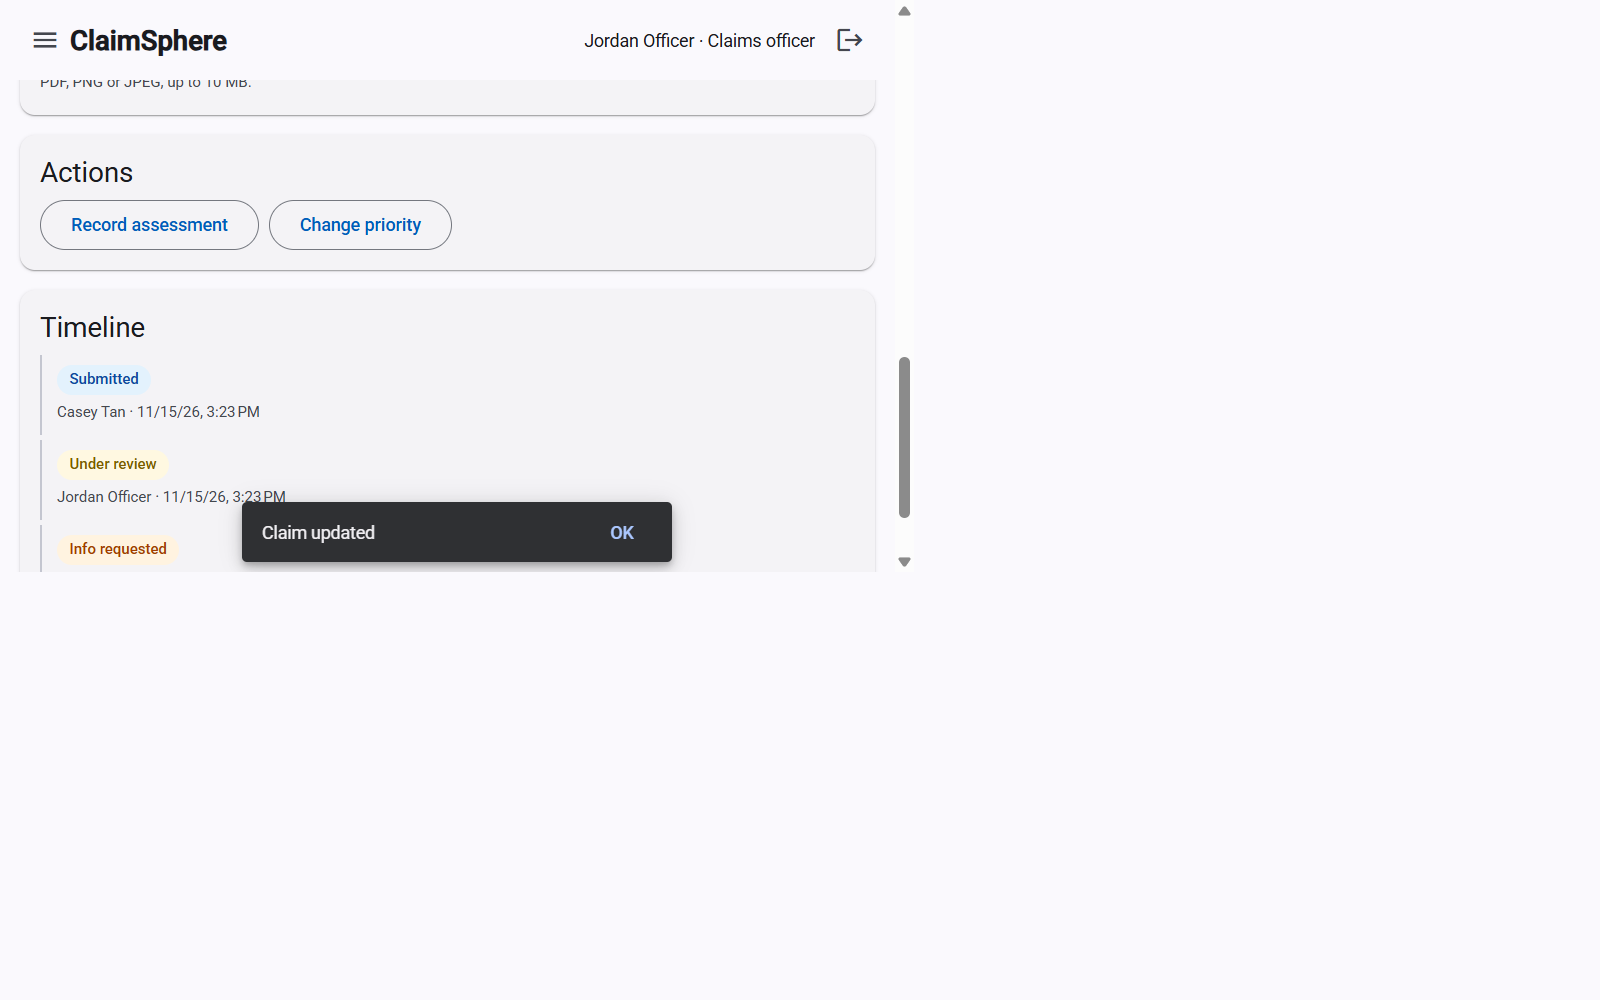 ClaimSphere
Jordan Officer · Claims officer
PDF, PNG or JPEG, up to 10 MB.
Actions
Record assessment
Change priority
Timeline
Submitted
Casey Tan · 11/15/26, 3:23 PM
Under review
Jordan Officer · 11/15/26, 3:23 PM
Info requested
Claim updated
OK